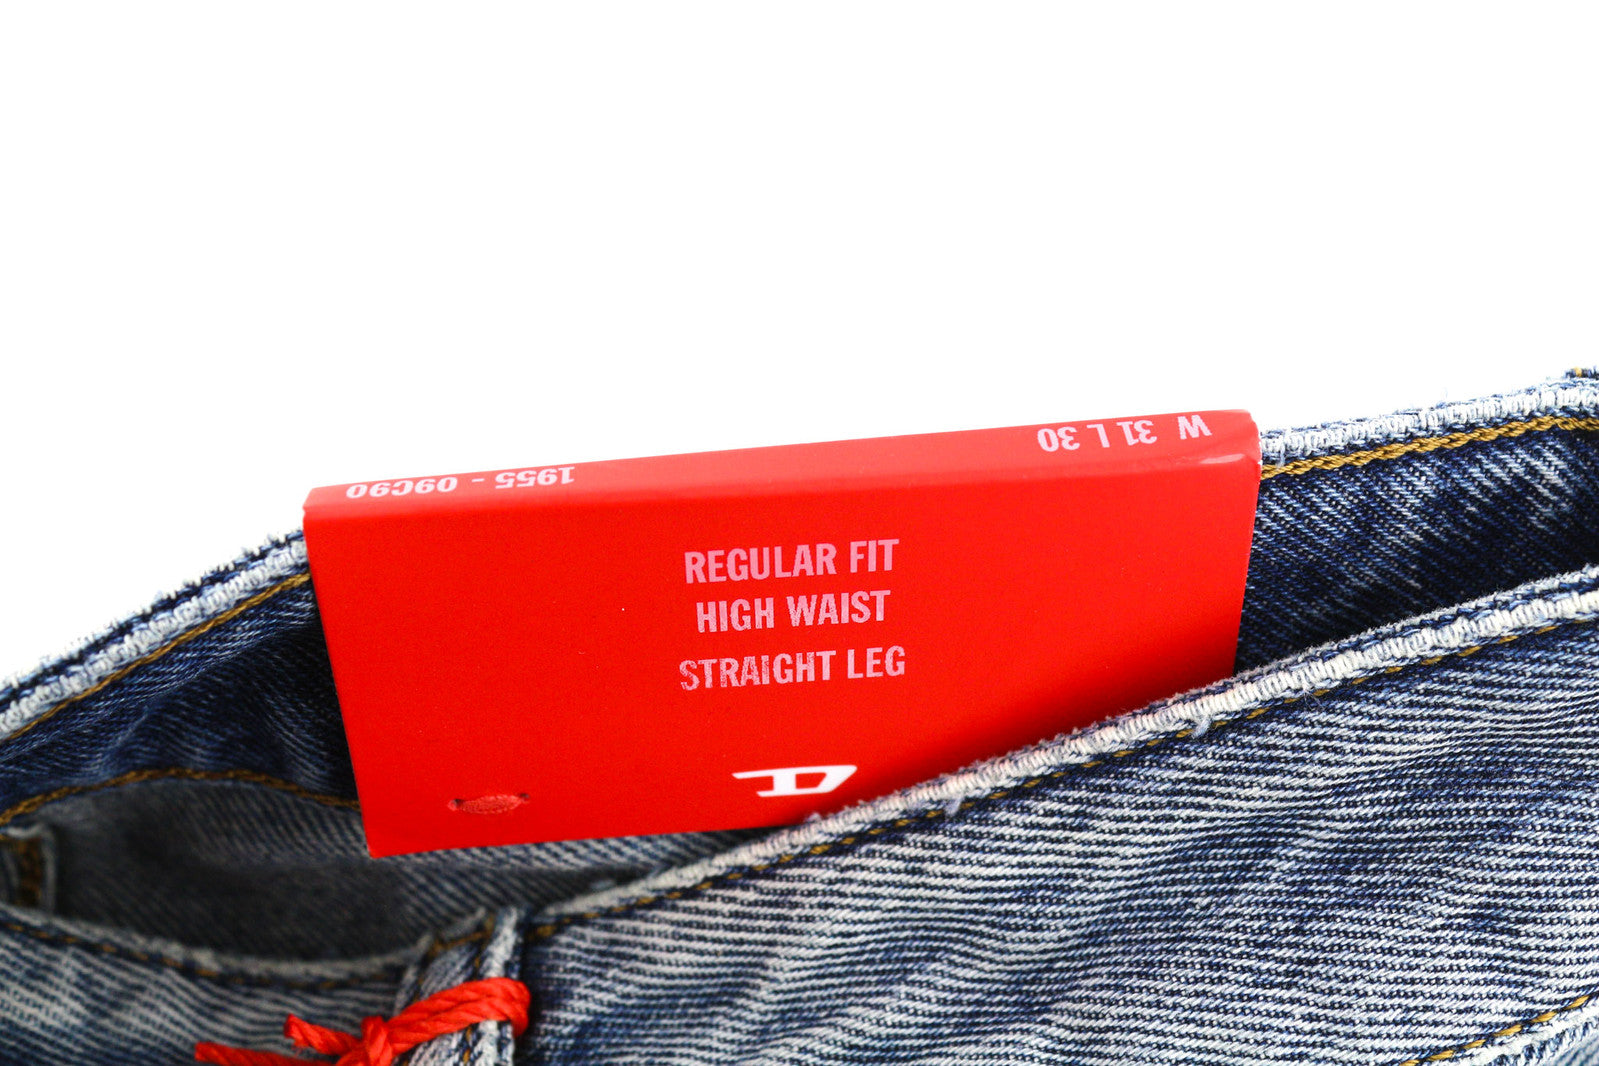 1955 - 09C90
W 31 L 30
REGULAR FIT
HIGH WAIST
STRAIGHT LEG
D